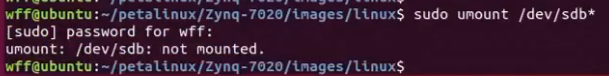 wff@ubuntu:~/petalinux/Zynq-7020/images/linux$ sudo umount /dev/sdb*
[sudo] password for wff:
umount: /dev/sdb: not mounted.
wff@ubuntu:~/petalinux/Zynq-7020/images/linux$